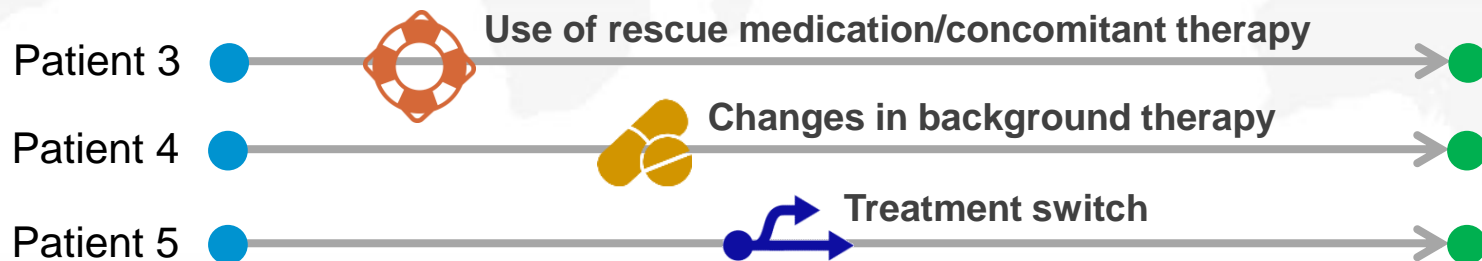 Patient 3
Use of rescue medication/concomitant therapy
Patient 4
Changes in background therapy
Patient 5
Treatment switch